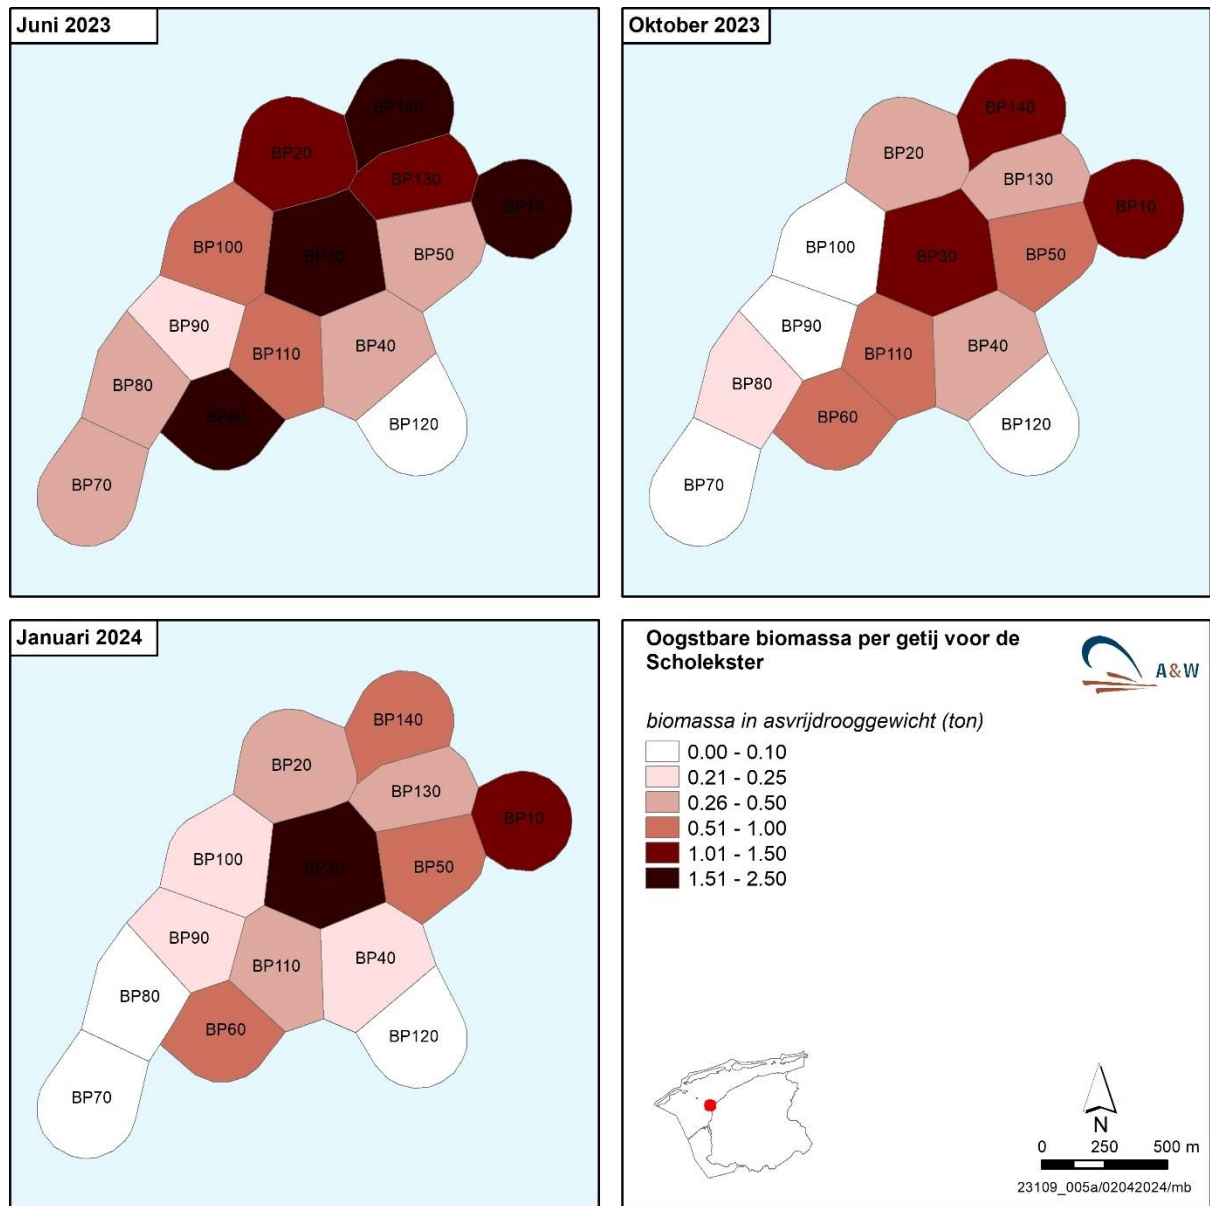 Juni 2023
BP140
BP20
BP130
BP10
BP100
BP30
BP50
BP90
BP110
BP40
BP80
BP60
BP120
BP70
Oktober 2023
BP140
BP20
BP130
BP10
BP100
BP30
BP50
BP90
BP110
BP40
BP80
BP60
BP120
BP70
Januari 2024
BP140
BP20
BP130
BP10
BP100
BP30
BP50
BP90
BP110
BP40
BP80
BP60
BP120
BP70
Oogstbare biomassa per getij voor de
Scholekster
A&W
biomassa in asvrijdrooggewicht (ton)
0.00 - 0.10
0.21 - 0.25
0.26 - 0.50
0.51 - 1.00
1.01 - 1.50
1.51 - 2.50
N
0 250 500 m
23109_005a/02042024/mb